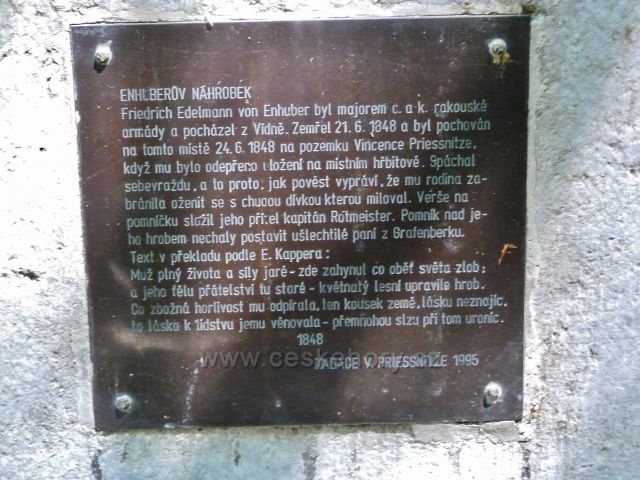 ENHUBERŮV NÁHROBEK
Friedrich Edelmann von Enhuber byl majorem c. a k. rakouské
armády a pocházel z Vídně. Zemřel 21. 6. 1848 a byl pochován
na tomto místě 24. 6. 1848 na pozemku Vincence Priessnitze,
když mu bylo odepřeno uložení na místním hřbitově. Spáchal
sebevraždu, a to proto, jak pověst vypráví, že mu rodina za-
bránila oženit se s chudou dívkou kterou miloval. Verše na
pomníčku složil jeho přítel kapitán Rotmeister. Pomník nad je-
ho hrobem nechaly postavit ušlechtilé paní z Grafenberku.
Text v překladu podle E. Kappera :
Muž plný života a síly jaré - zde zahynul co oběť světa zlob ;
a jeho tělu přátelství tu staré - květnatý lesní upravilo hrob.
Co zbožná horlivost mu odpírala, ten kousek země, lásku neznajíc,
to láska k lidstvu jemu věnovala - přemnohou slzu při tom uroníc.
1848
NADACE V. PRIESSNITZE 1995